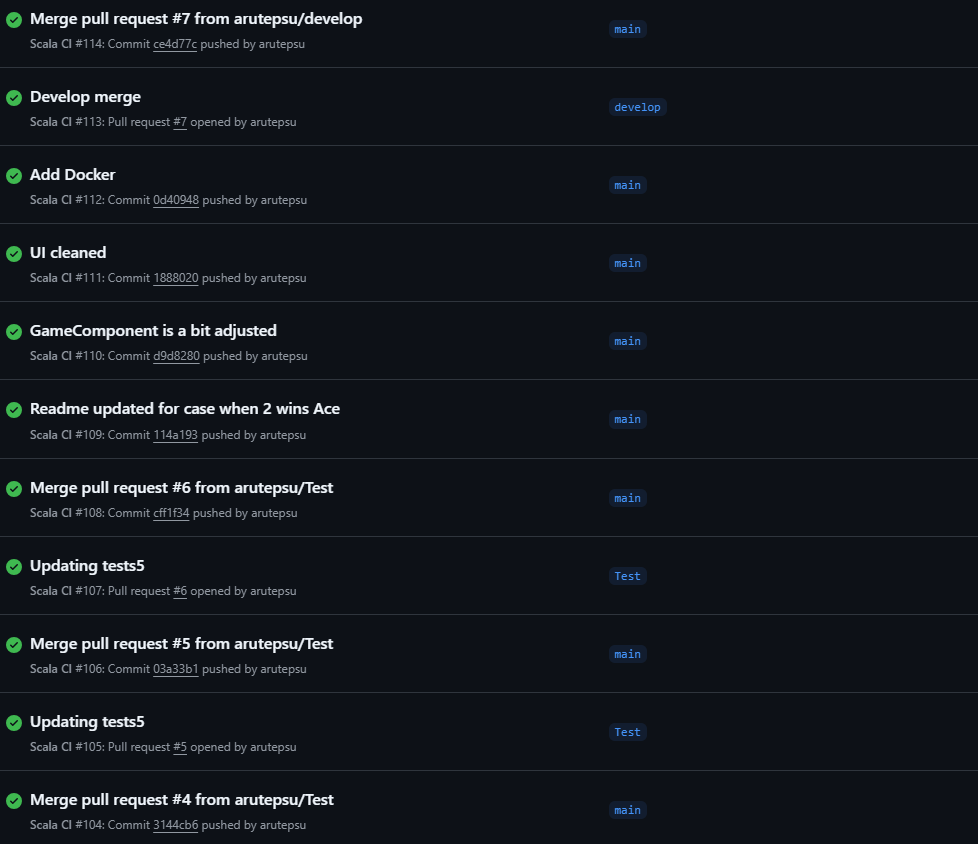 Merge pull request #7 from arutepsu/develop
Scala CI #114: Commit ce4d77c pushed by arutepsu
main
Develop merge
Scala CI #113: Pull request #7 opened by arutepsu
develop
Add Docker
Scala CI #112: Commit 0d40948 pushed by arutepsu
main
UI cleaned
Scala CI #111: Commit 1888020 pushed by arutepsu
main
GameComponent is a bit adjusted
Scala CI #110: Commit d9d8280 pushed by arutepsu
main
Readme updated for case when 2 wins Ace
Scala CI #109: Commit 114a193 pushed by arutepsu
main
Merge pull request #6 from arutepsu/Test
Scala CI #108: Commit cff1f34 pushed by arutepsu
main
Updating tests5
Scala CI #107: Pull request #6 opened by arutepsu
Test
Merge pull request #5 from arutepsu/Test
Scala CI #106: Commit 03a33b1 pushed by arutepsu
main
Updating tests5
Scala CI #105: Pull request #5 opened by arutepsu
Test
Merge pull request #4 from arutepsu/Test
Scala CI #104: Commit 3144cb6 pushed by arutepsu
main